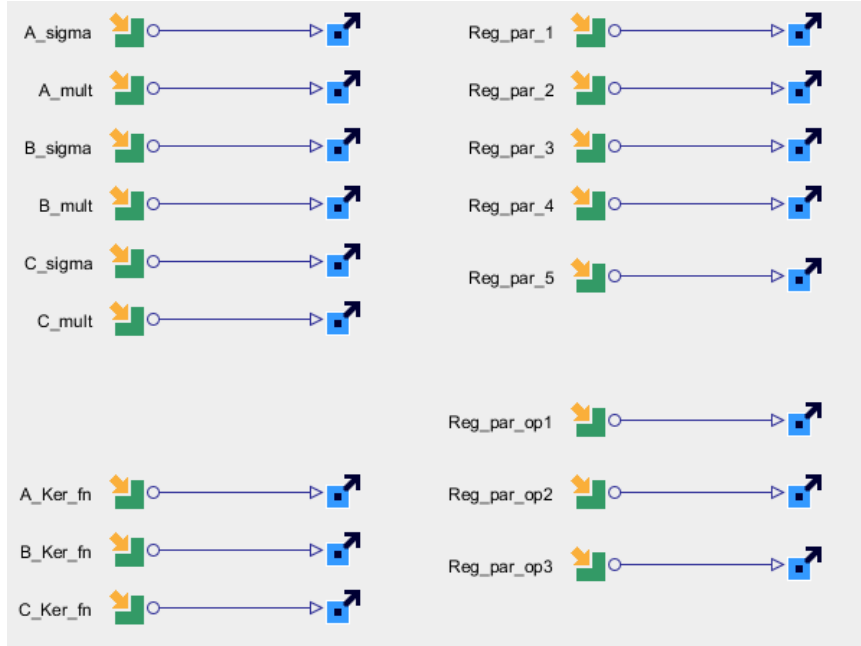 A_sigma
A_mult
B_sigma
B_mult
C_sigma
C_mult
A_Ker_fn
B_Ker_fn
C_Ker_fn
Reg_par_1
Reg_par_2
Reg_par_3
Reg_par_4
Reg_par_5
Reg_par_op1
Reg_par_op2
Reg_par_op3